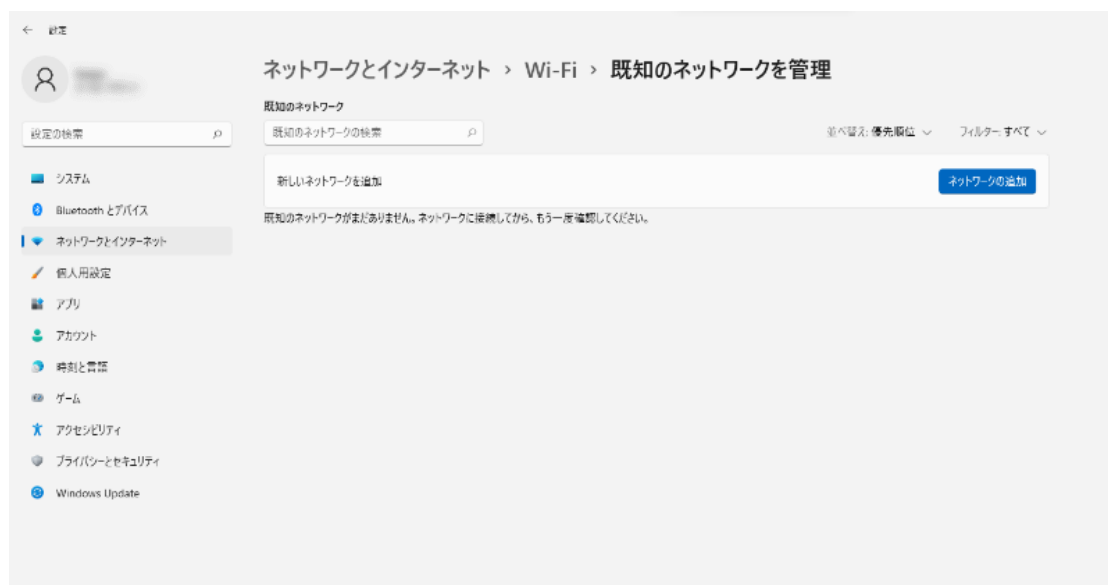 設定
ネットワークとインターネット › Wi-Fi › 既知のネットワークを管理
既知のネットワーク
設定の検索
既知のネットワークの検索
並べ替え: 優先順位
フィルター: すべて
新しいネットワークを追加
ネットワークの追加
既知のネットワークがまだありません。ネットワークに接続してから、もう一度確認してください。
システム
Bluetooth とデバイス
ネットワークとインターネット
個人用設定
アプリ
アカウント
時刻と言語
ゲーム
アクセシビリティ
プライバシーとセキュリティ
Windows Update